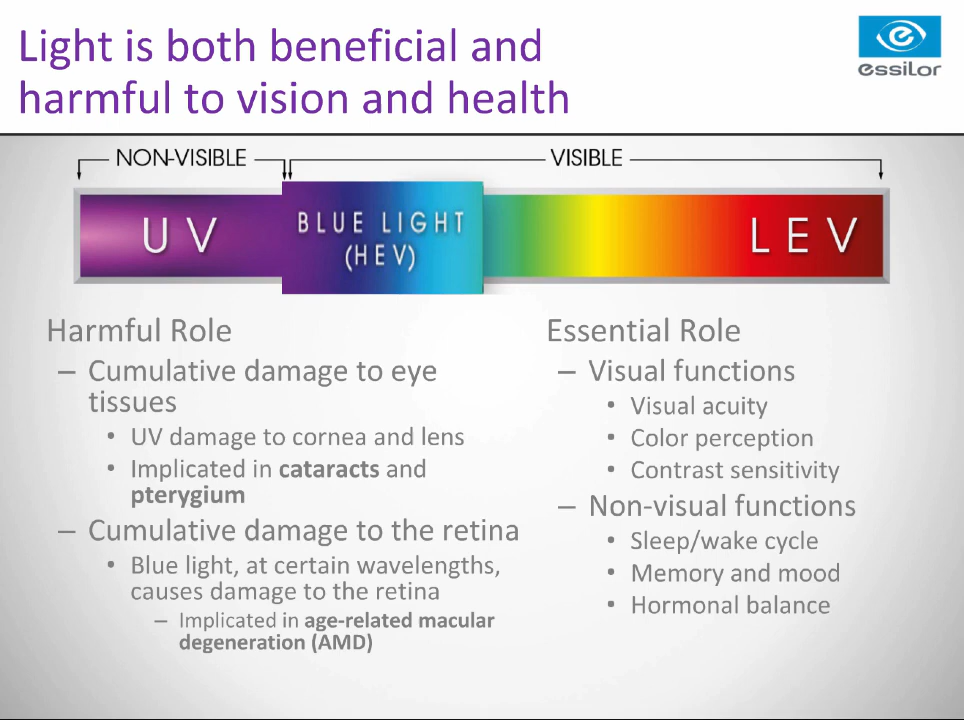 Light is both beneficial and
harmful to vision and health
essilor
NON-VISIBLE
VISIBLE
UV
BLUE LIGHT
(HEV)
LEV
Harmful Role
– Cumulative damage to eye
tissues
• UV damage to cornea and lens
• Implicated in cataracts and
pterygium
– Cumulative damage to the retina
• Blue light, at certain wavelengths,
causes damage to the retina
– Implicated in age-related macular
degeneration (AMD)
Essential Role
– Visual functions
• Visual acuity
• Color perception
• Contrast sensitivity
– Non-visual functions
• Sleep/wake cycle
• Memory and mood
• Hormonal balance